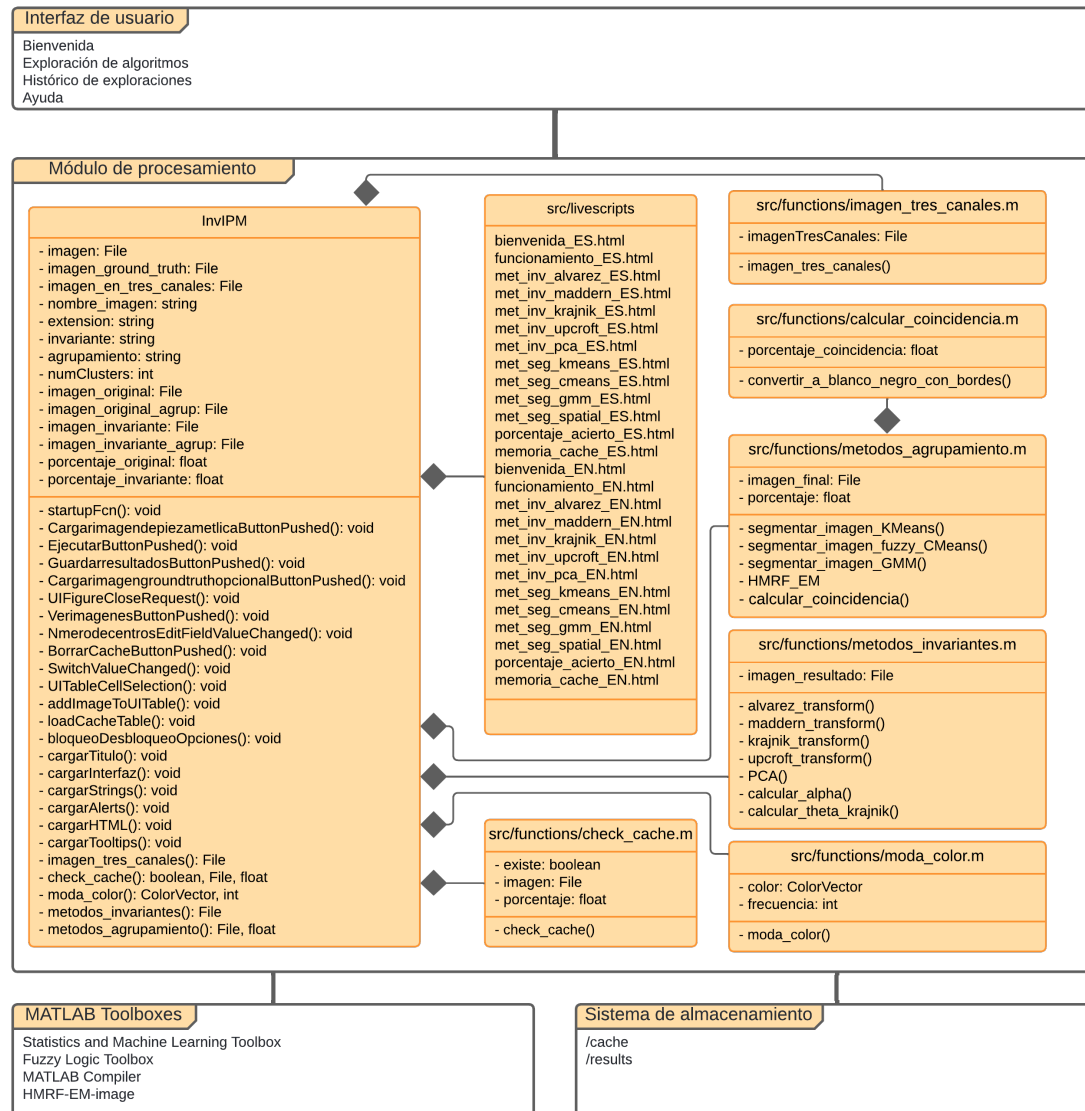 Interfaz de usuario
Bienvenida
Exploración de algoritmos
Histórico de exploraciones
Ayuda
Módulo de procesamiento
InvIPM
- imagen: File
- imagen_ground_truth: File
- imagen_en_tres_canales: File
- nombre_imagen: string
- extension: string
- invariante: string
- agrupamiento: string
- numClusters: int
- imagen_original: File
- imagen_original_agrup: File
- imagen_invariante: File
- imagen_invariante_agrup: File
- porcentaje_original: float
- porcentaje_invariante: float
- startupFcn(): void
- CargarimagendepiezametlicaButtonPushed(): void
- EjecutarButtonPushed(): void
- GuardarresultadosButtonPushed(): void
- CargarimagengroundtruthopcionalButtonPushed(): void
- UIFigureCloseRequest(): void
- VerimagenesButtonPushed(): void
- NmerodecentrosEditFieldValueChanged(): void
- BorrarCacheButtonPushed(): void
- SwitchValueChanged(): void
- UITableCellSelection(): void
- addImageToUITable(): void
- loadCacheTable(): void
- bloqueoDesbloqueoOpciones(): void
- cargarTitulo(): void
- cargarInterfaz(): void
- cargarStrings(): void
- cargarAlerts(): void
- cargarHTML(): void
- cargarTooltips(): void
- imagen_tres_canales(): File
- check_cache(): boolean, File, float
- moda_color(): ColorVector, int
- metodos_invariantes(): File
- metodos_agrupamiento(): File, float
src/livescripts
bienvenida_ES.html
funcionamiento_ES.html
met_inv_alvarez_ES.html
met_inv_maddern_ES.html
met_inv_krajnik_ES.html
met_inv_upcroft_ES.html
met_inv_pca_ES.html
met_seg_kmeans_ES.html
met_seg_cmeans_ES.html
met_seg_gmm_ES.html
met_seg_spatial_ES.html
porcentaje_acierto_ES.html
memoria_cache_ES.html
bienvenida_EN.html
funcionamiento_EN.html
met_inv_alvarez_EN.html
met_inv_maddern_EN.html
met_inv_krajnik_EN.html
met_inv_upcroft_EN.html
met_inv_pca_EN.html
met_seg_kmeans_EN.html
met_seg_cmeans_EN.html
met_seg_gmm_EN.html
met_seg_spatial_EN.html
porcentaje_acierto_EN.html
memoria_cache_EN.html
src/functions/check_cache.m
- existe: boolean
- imagen: File
- porcentaje: float
- check_cache()
src/functions/imagen_tres_canales.m
- imagenTresCanales: File
- imagen_tres_canales()
src/functions/calcular_coincidencia.m
- porcentaje_coincidencia: float
- convertir_a_blanco_negro_con_bordes()
src/functions/metodos_agrupamiento.m
- imagen_final: File
- porcentaje: float
- segmentar_imagen_KMeans()
- segmentar_imagen_fuzzy_CMeans()
- segmentar_imagen_GMM()
- HMRF_EM
- calcular_coincidencia()
src/functions/metodos_invariantes.m
- imagen_resultado: File
- alvarez_transform()
- maddern_transform()
- krajnik_transform()
- upcroft_transform()
- PCA()
- calcular_alpha()
- calcular_theta_krajnik()
src/functions/moda_color.m
- color: ColorVector
- frecuencia: int
- moda_color()
MATLAB Toolboxes
Statistics and Machine Learning Toolbox
Fuzzy Logic Toolbox
MATLAB Compiler
HMRF-EM-image
Sistema de almacenamiento
/cache
/results